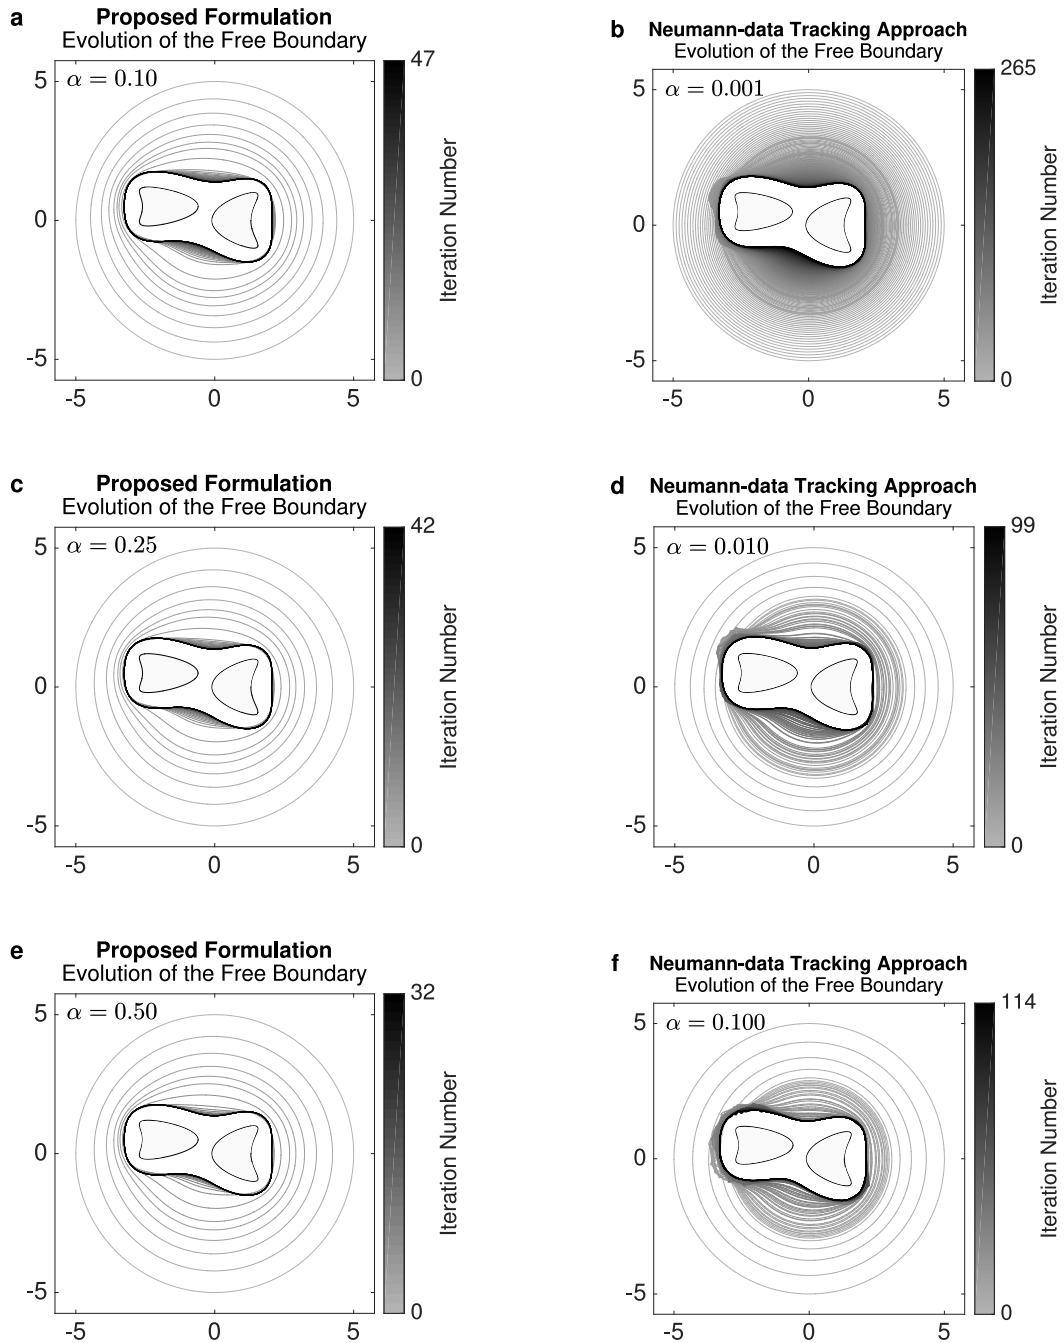 a
Proposed Formulation
Evolution of the Free Boundary
α = 0.10
5
0
-5
-5 0 5
47
0
Iteration Number
b
Neumann-data Tracking Approach
Evolution of the Free Boundary
α = 0.001
5
0
-5
-5 0 5
265
0
Iteration Number
c
Proposed Formulation
Evolution of the Free Boundary
α = 0.25
5
0
-5
-5 0 5
42
0
Iteration Number
d
Neumann-data Tracking Approach
Evolution of the Free Boundary
α = 0.010
5
0
-5
-5 0 5
99
0
Iteration Number
e
Proposed Formulation
Evolution of the Free Boundary
α = 0.50
5
0
-5
-5 0 5
32
0
Iteration Number
f
Neumann-data Tracking Approach
Evolution of the Free Boundary
α = 0.100
5
0
-5
-5 0 5
114
0
Iteration Number